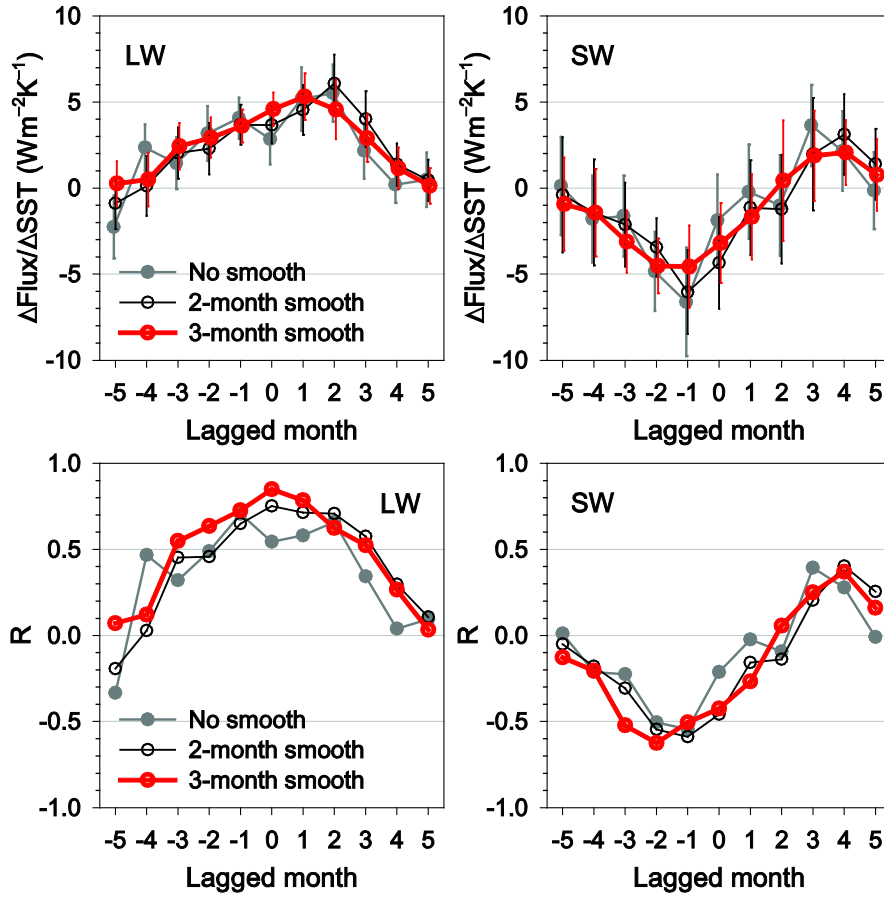 LW
ΔFlux/ΔSST (Wm⁻²K⁻¹)
10
5
0
-5
-10
No smooth
2-month smooth
3-month smooth
-5 -4 -3 -2 -1 0 1 2 3 4 5
Lagged month
SW
ΔFlux/ΔSST (Wm⁻²K⁻¹)
10
5
0
-5
-10
-5 -4 -3 -2 -1 0 1 2 3 4 5
Lagged month
LW
R
1.0
0.5
0.0
-0.5
-1.0
No smooth
2-month smooth
3-month smooth
-5 -4 -3 -2 -1 0 1 2 3 4 5
Lagged month
SW
R
1.0
0.5
0.0
-0.5
-1.0
-5 -4 -3 -2 -1 0 1 2 3 4 5
Lagged month